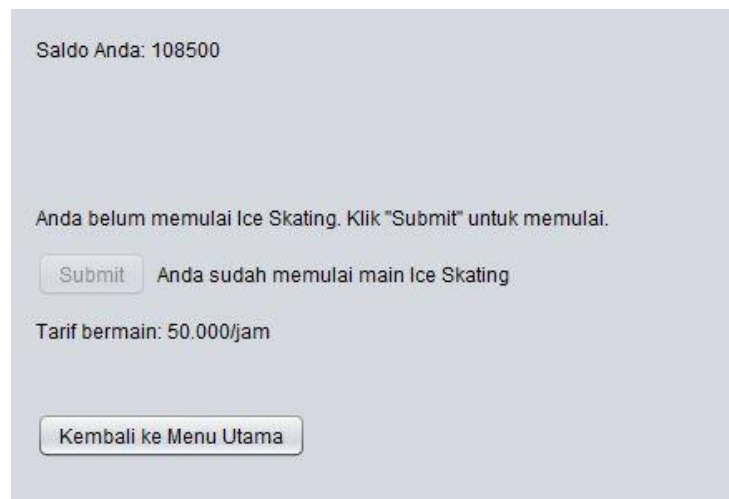 Saldo Anda: 108500
Anda belum memulai Ice Skating. Klik "Submit" untuk memulai.
Submit Anda sudah memulai main Ice Skating
Tarif bermain: 50.000/jam
Kembali ke Menu Utama